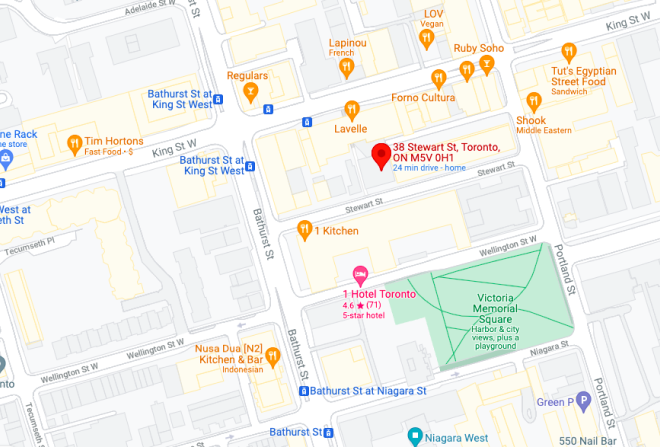 Adelaide St W
LOV
Vegan
King St W
Lapinou
French
Ruby Soho
Regulars
Bathurst St at
King St West
Tut's Egyptian
Street Food
Sandwich
Forno Cultura
Shook
Middle Eastern
Lavelle
ne Rack
e store
Tim Hortons
Fast Food · $
King St W
Bathurst St at
King St West
38 Stewart St, Toronto,
ON M5V 0H1
24 min drive · home
Stewart St
Stewart St
West at
eth St
Bathurst St
1 Kitchen
Tecumseth Pl
Wellington St W
Portland St
1 Hotel Toronto
4.6 ★ (71)
5-star hotel
Victoria
Memorial
Square
Harbor & city
views, plus a
playground
Bathurst St
Wellington St W
Nusa Dua [N2]
Kitchen & Bar
Indonesian
Niagara St
Wellington St W
nto
Bathurst St at Niagara St
Portland St
Tecumseth St
Green P
P
Bathurst St
Niagara West
550 Nail Bar